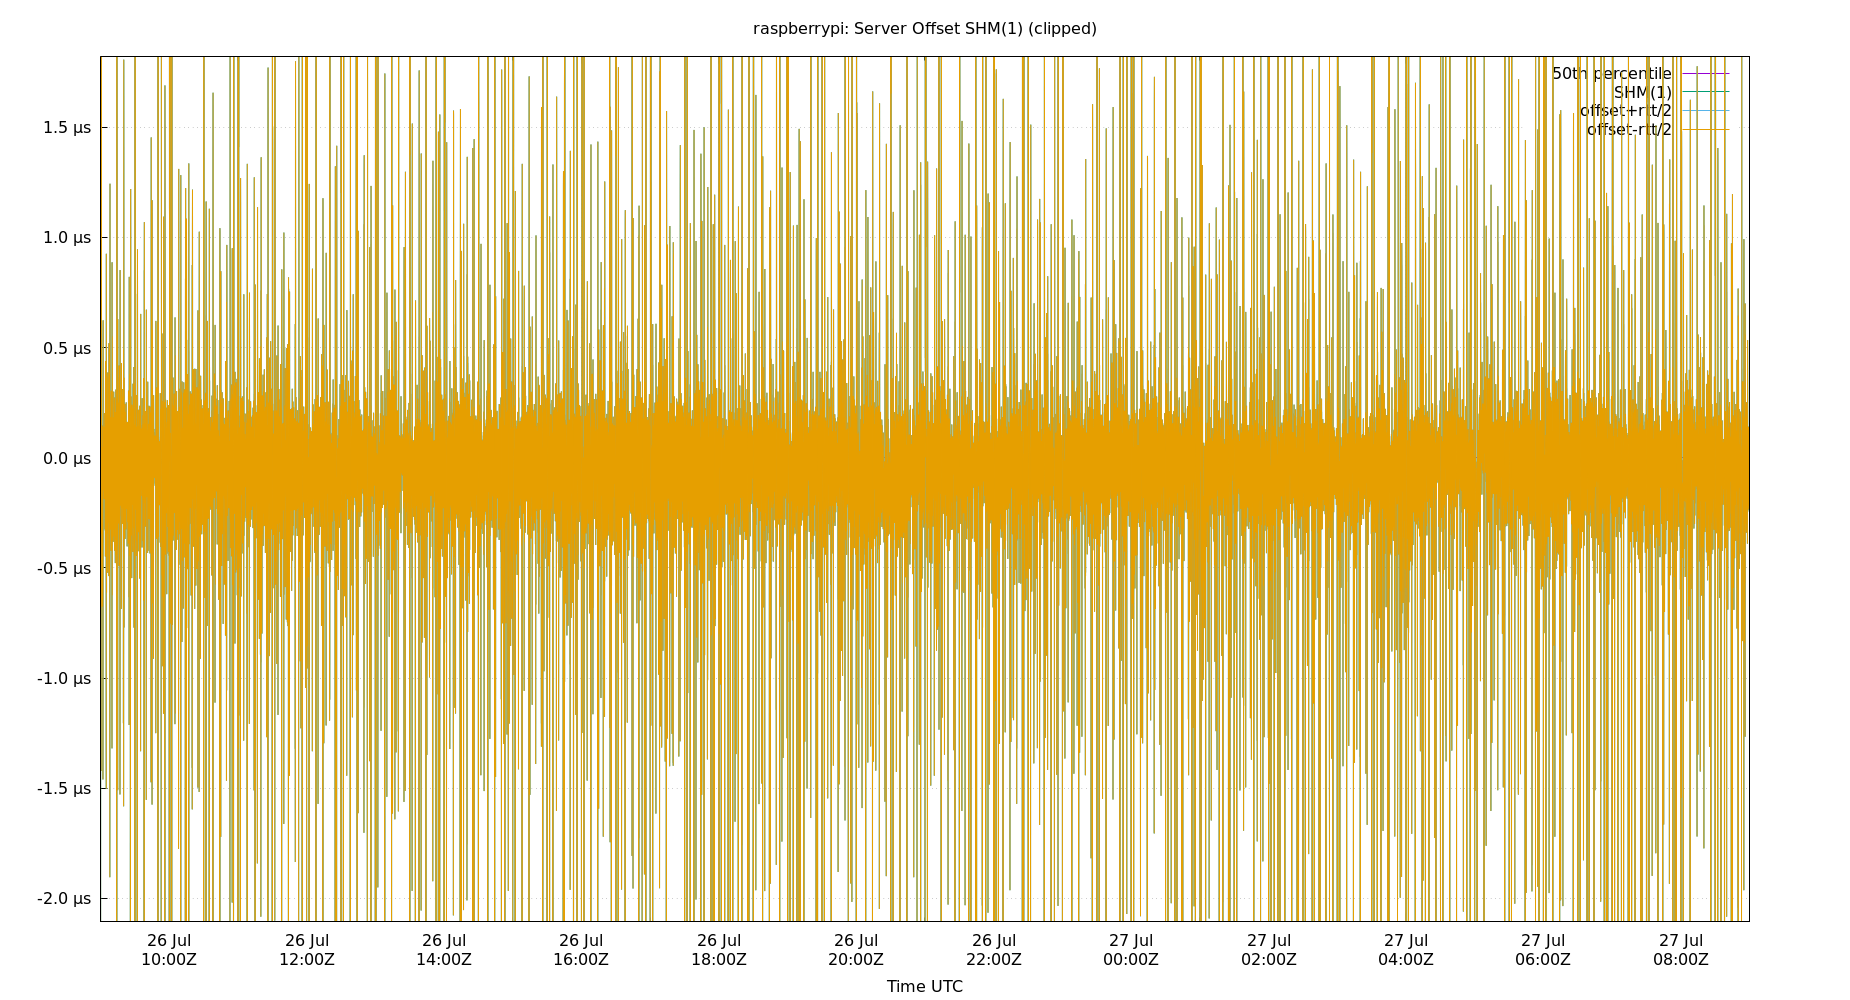 raspberrypi: Server Offset SHM(1) (clipped)
50th percentile
SHM(1)
offset+rtt/2
offset-rtt/2
1.5 µs
1.0 µs
0.5 µs
0.0 µs
-0.5 µs
-1.0 µs
-1.5 µs
-2.0 µs
26 Jul 26 Jul 26 Jul 26 Jul 26 Jul 26 Jul 26 Jul 27 Jul 27 Jul 27 Jul 27 Jul 27 Jul
10:00Z 12:00Z 14:00Z 16:00Z 18:00Z 20:00Z 22:00Z 00:00Z 02:00Z 04:00Z 06:00Z 08:00Z
Time UTC